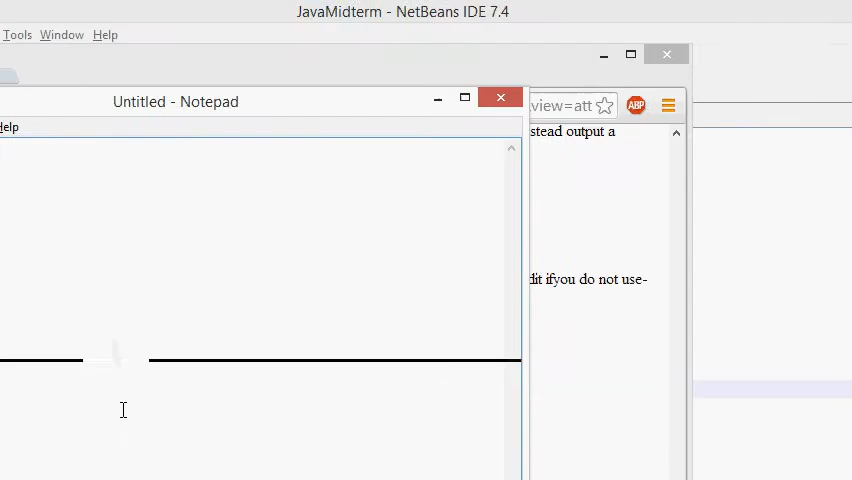 JavaMidterm - NetBeans IDE 7.4
Tools Window Help
Untitled - Notepad
Help
view=att
ABP
stead output a
dit ifyou do not use-